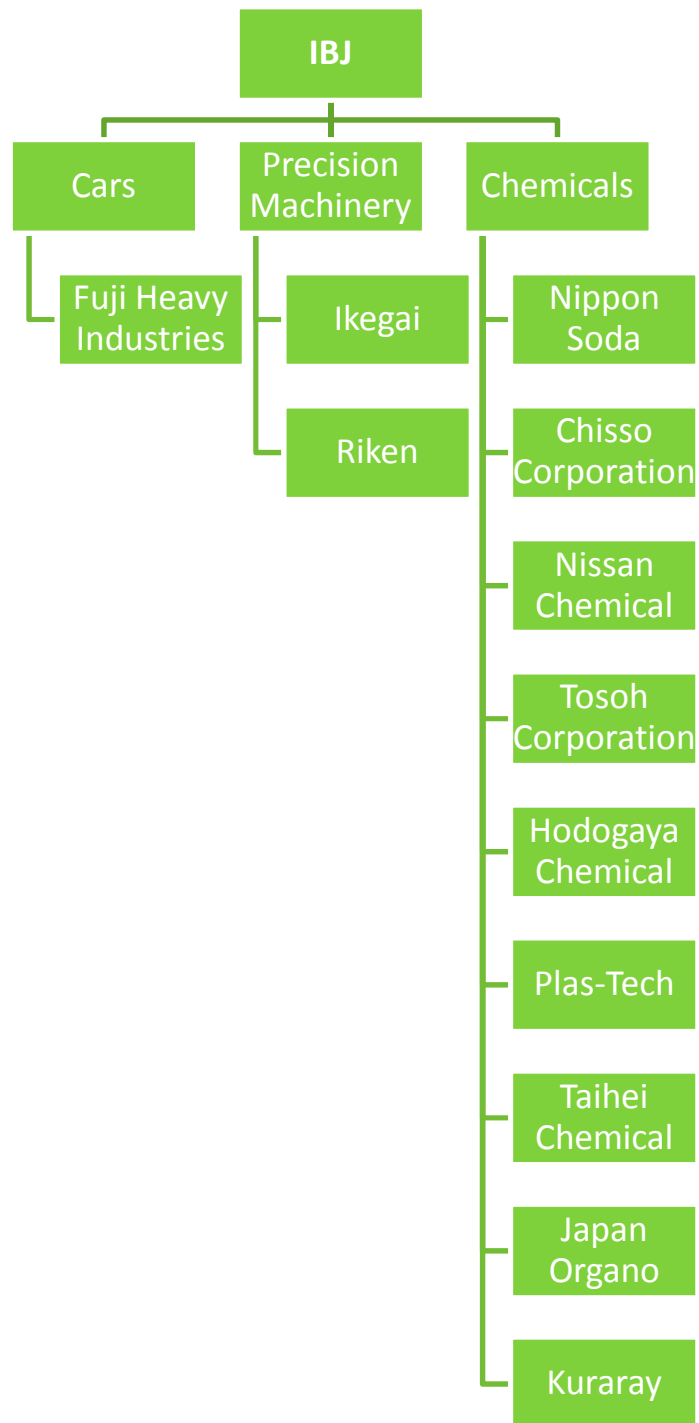 IBJ
Cars
Precision
Machinery
Chemicals
Fuji Heavy
Industries
Ikegai
Riken
Nippon
Soda
Chisso
Corporation
Nissan
Chemical
Tosoh
Corporation
Hodogaya
Chemical
Plas-Tech
Taihei
Chemical
Japan
Organo
Kuraray